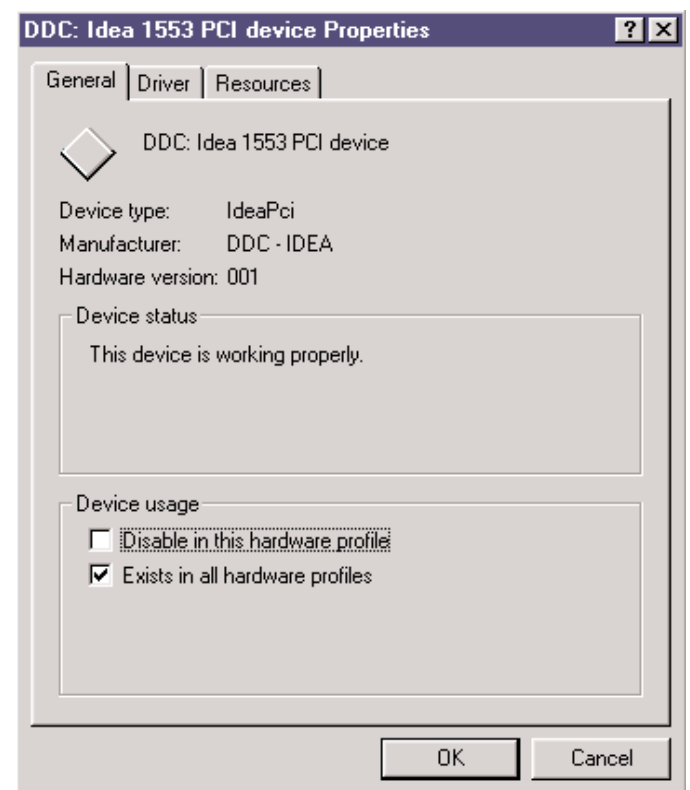 DDC: Idea 1553 PCI device Properties ? ×
General Driver Resources
DDC: Idea 1553 PCI device
Device type: IdeaPci
Manufacturer: DDC - IDEA
Hardware version: 001
Device status
This device is working properly.
Device usage
Disable in this hardware profile
Exists in all hardware profiles
OK Cancel